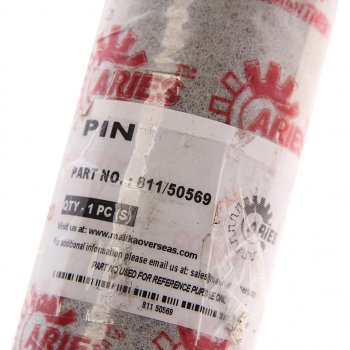 ARIES
ARIES
PIN
PART NO. : 811/50569
QTY - 1 PC(S)
Visit us at: www.malikaoverseas.com
For additional information please email us at: sales@
PART NO USED FOR REFERENCE PURPOSE ONLY
811 50569
ARIES
ARIES